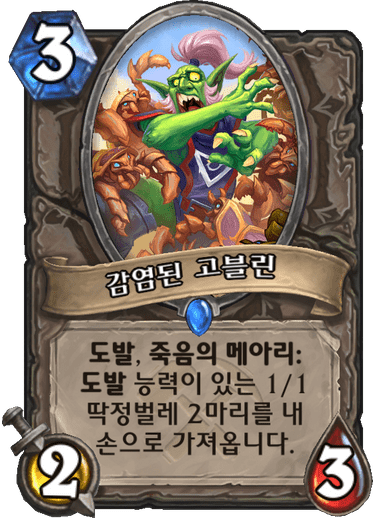 3
감염된 고블린
도발, 죽음의 메아리:
도발 능력이 있는 1/1
딱정벌레 2마리를 내
손으로 가져옵니다.
2
3